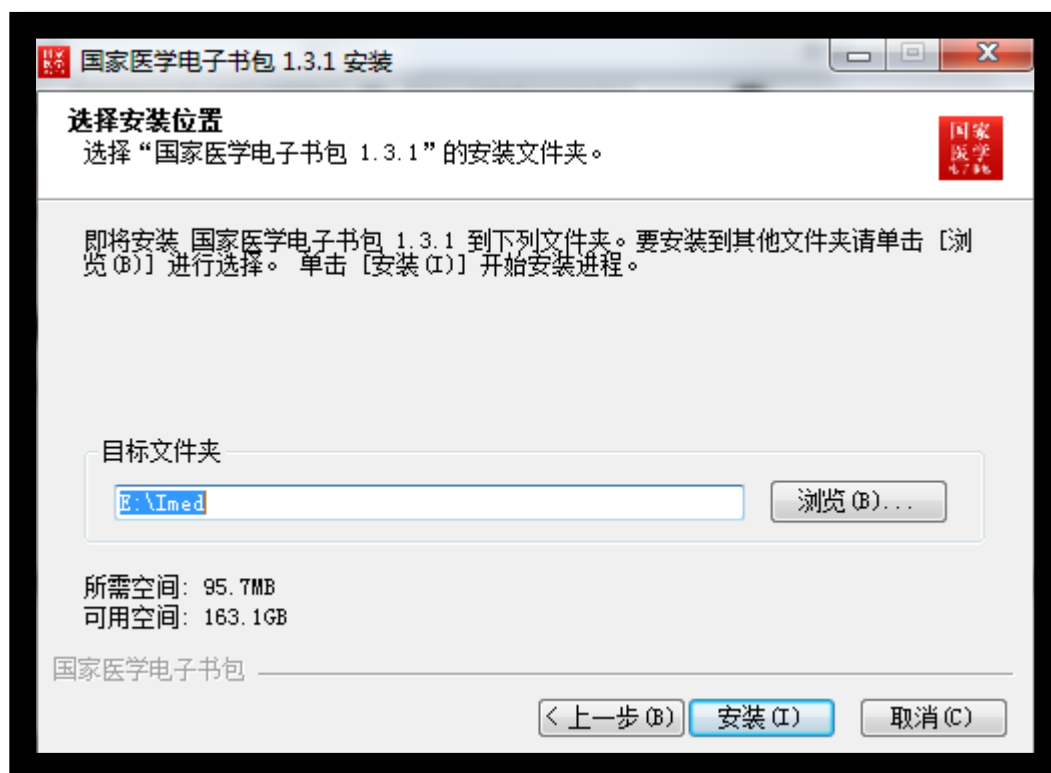 国家医学电子书包 1.3.1 安装
选择安装位置
选择“国家医学电子书包 1.3.1”的安装文件夹。
国家
医学
即将安装 国家医学电子书包 1.3.1 到下列文件夹。要安装到其他文件夹请单击 [浏
览(B)] 进行选择。 单击 [安装(I)] 开始安装进程。
目标文件夹
E:\Imed
浏览(B)...
所需空间: 95.7MB
可用空间: 163.1GB
国家医学电子书包
< 上一步(B)
安装(I)
取消(C)